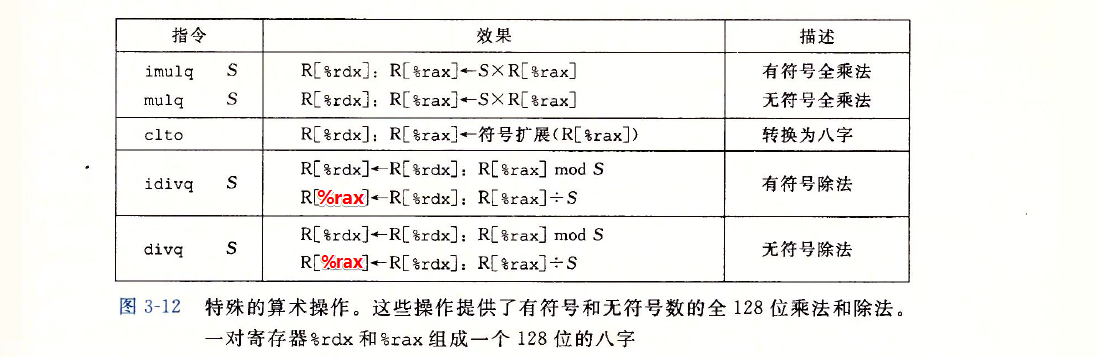 指令 效果 描述
imulq S R[%rdx]: R[%rax]←S×R[%rax] 有符号全乘法
mulq S R[%rdx]: R[%rax]←S×R[%rax] 无符号全乘法
clto R[%rdx]: R[%rax]←符号扩展(R[%rax]) 转换为八字
idivq S R[%rdx]←R[%rdx]: R[%rax] mod S 有符号除法
R[%rax]←R[%rdx]: R[%rax]÷S
divq S R[%rdx]←R[%rdx]: R[%rax] mod S 无符号除法
R[%rax]←R[%rdx]: R[%rax]÷S
图 3-12 特殊的算术操作。这些操作提供了有符号和无符号数的全 128 位乘法和除法。
一对寄存器%rdx 和%rax 组成一个 128 位的八字